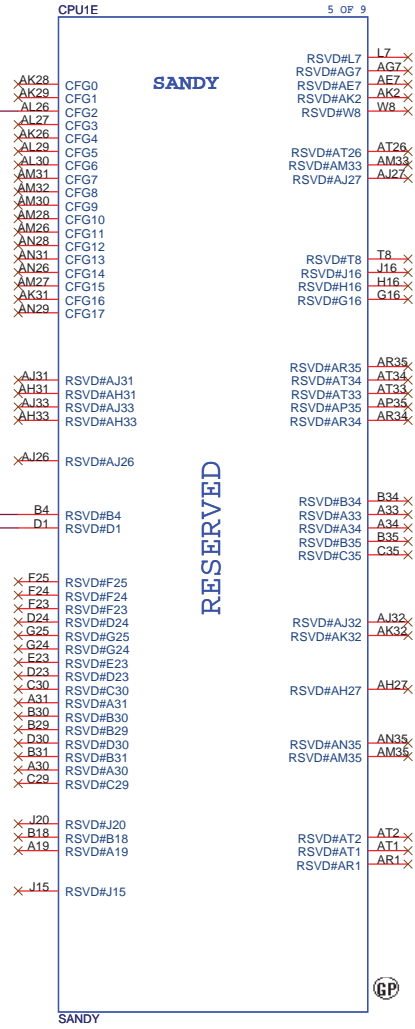 CPU1E 5 OF 9
SANDY
AK28 CFG0
AK29 CFG1
AL26 CFG2
AL27 CFG3
AK26 CFG4
AL29 CFG5
AL30 CFG6
AM31 CFG7
AM32 CFG8
AM30 CFG9
AM28 CFG10
AM26 CFG11
AN28 CFG12
AN31 CFG13
AN26 CFG14
AM27 CFG15
AK31 CFG16
AN29 CFG17
AJ31 RSVD#AJ31
AH31 RSVD#AH31
AJ33 RSVD#AJ33
AH33 RSVD#AH33
AJ26 RSVD#AJ26
B4 RSVD#B4
D1 RSVD#D1
F25 RSVD#F25
F24 RSVD#F24
F23 RSVD#F23
D24 RSVD#D24
G25 RSVD#G25
G24 RSVD#G24
E23 RSVD#E23
D23 RSVD#D23
C30 RSVD#C30
A31 RSVD#A31
B30 RSVD#B30
B29 RSVD#B29
D30 RSVD#D30
B31 RSVD#B31
A30 RSVD#A30
C29 RSVD#C29
J20 RSVD#J20
B18 RSVD#B18
A19 RSVD#A19
J15 RSVD#J15
RESERVED
RSVD#L7 L7
RSVD#AG7 AG7
RSVD#AE7 AE7
RSVD#AK2 AK2
RSVD#W8 W8
RSVD#AT26 AT26
RSVD#AM33 AM33
RSVD#AJ27 AJ27
RSVD#T8 T8
RSVD#J16 J16
RSVD#H16 H16
RSVD#G16 G16
RSVD#AR35 AR35
RSVD#AT34 AT34
RSVD#AT33 AT33
RSVD#AP35 AP35
RSVD#AR34 AR34
RSVD#B34 B34
RSVD#A33 A33
RSVD#A34 A34
RSVD#B35 B35
RSVD#C35 C35
RSVD#AJ32 AJ32
RSVD#AK32 AK32
RSVD#AH27 AH27
RSVD#AN35 AN35
RSVD#AM35 AM35
RSVD#AT2 AT2
RSVD#AT1 AT1
RSVD#AR1 AR1
GP
SANDY